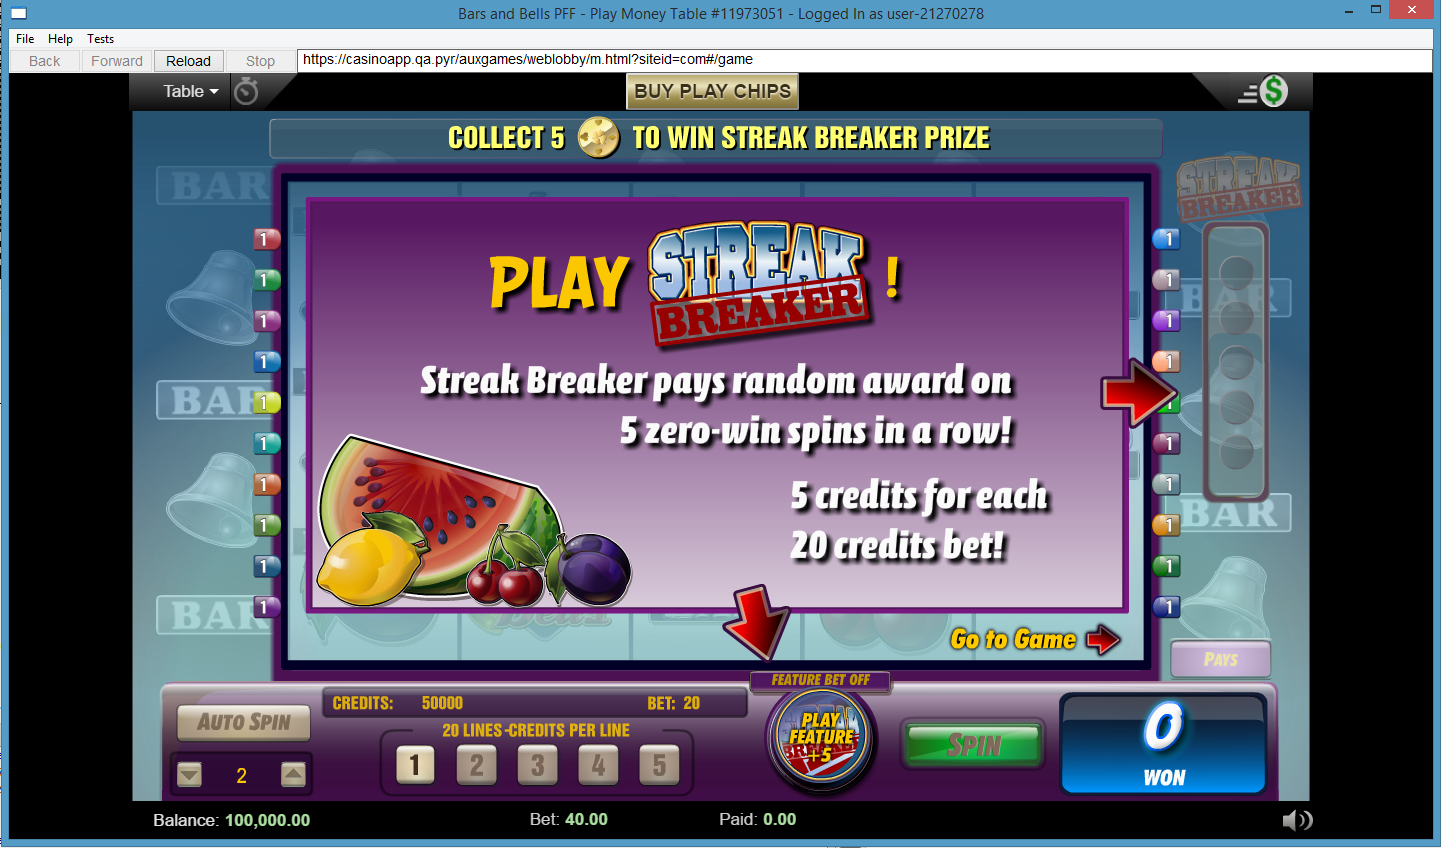 Bars and Bells PFF - Play Money Table #11973051 - Logged In as user-21270278
File Help Tests
Back Forward Reload Stop https://casinoapp.qa.pyr/auxgames/weblobby/m.html?siteid=com#/game
Table BUY PLAY CHIPS $
COLLECT 5 TO WIN STREAK BREAKER PRIZE
BAR
STREAK
BREAKER
PLAY STREAK BREAKER !
Streak Breaker pays random award on
5 zero-win spins in a row!
5 credits for each
20 credits bet!
1 1
1 1
1 1
1 1
1 1
1 1
1 1
1 1
1 1
1 1
BAR
BAR
BAR
BAR
Go to Game
PAYS
FEATURE BET OFF
CREDITS: 50000 BET: 20
AUTO SPIN
20 LINES-CREDITS PER LINE
PLAY
FEATURE
+5
SPIN
0
WON
2
1 2 3 4 5
Balance: 100,000.00 Bet: 40.00 Paid: 0.00